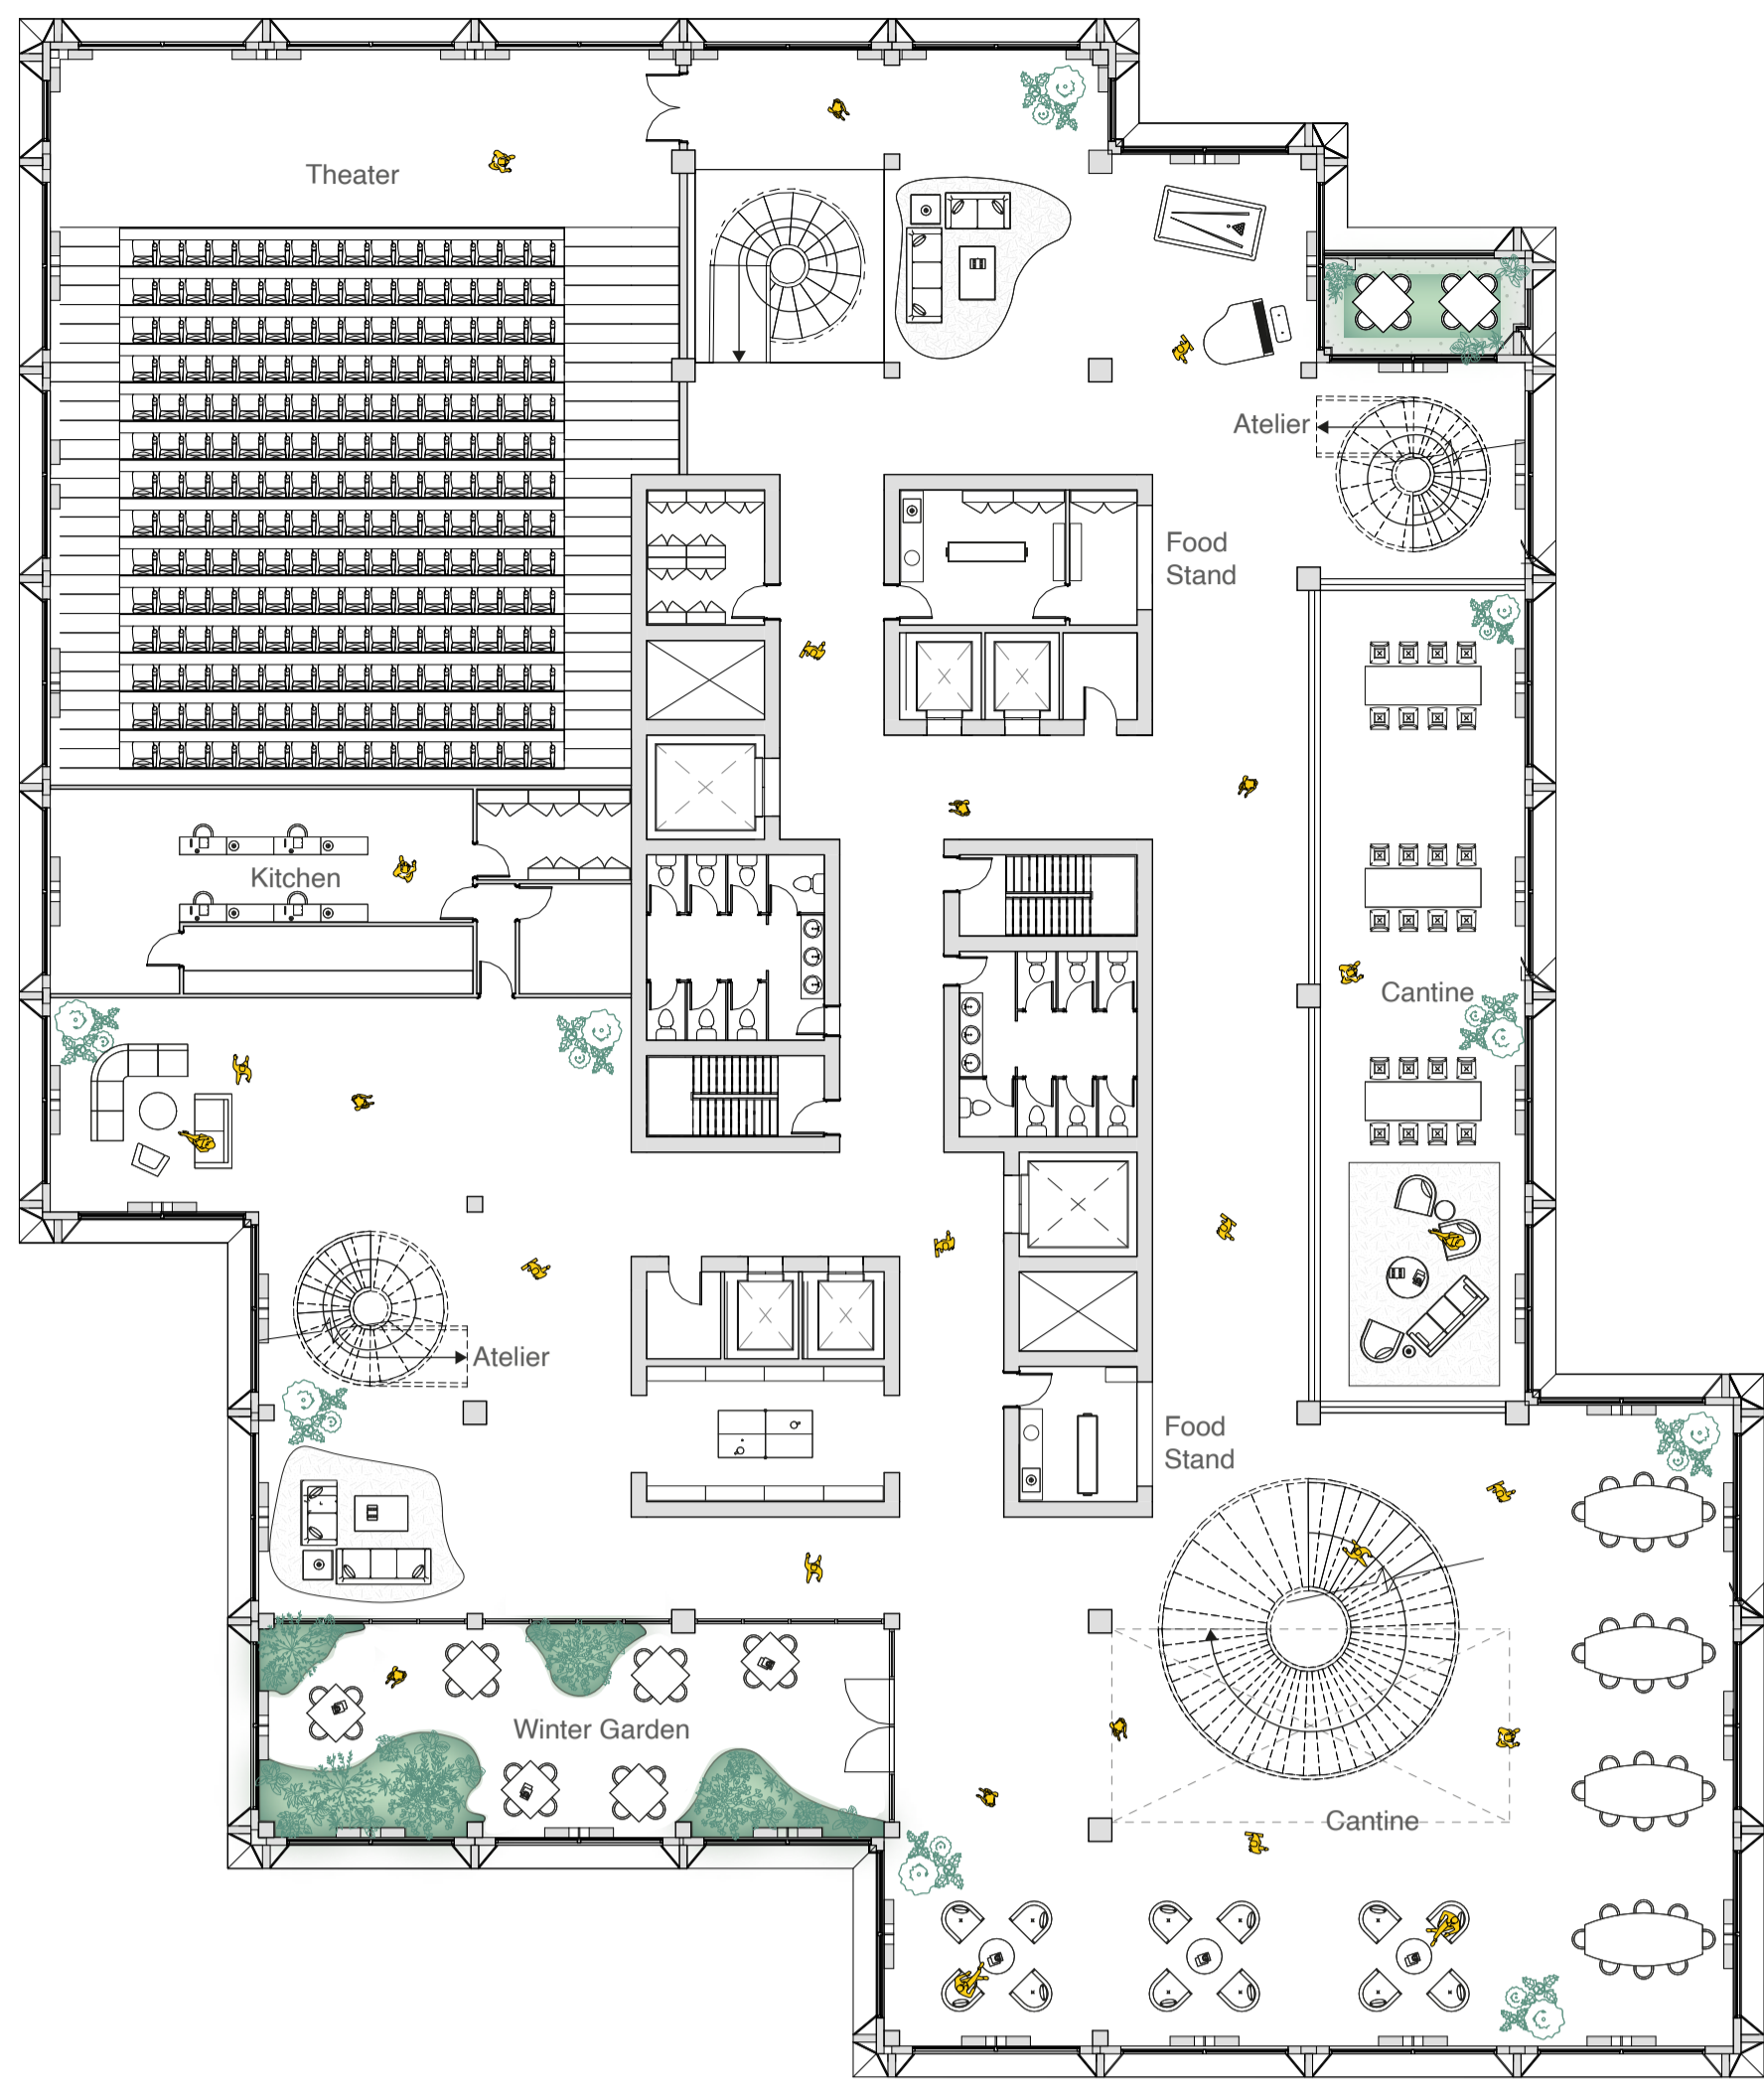 Theater
Atelier
Food
Stand
Kitchen
Cantine
Atelier
Food
Stand
Winter Garden
Cantine